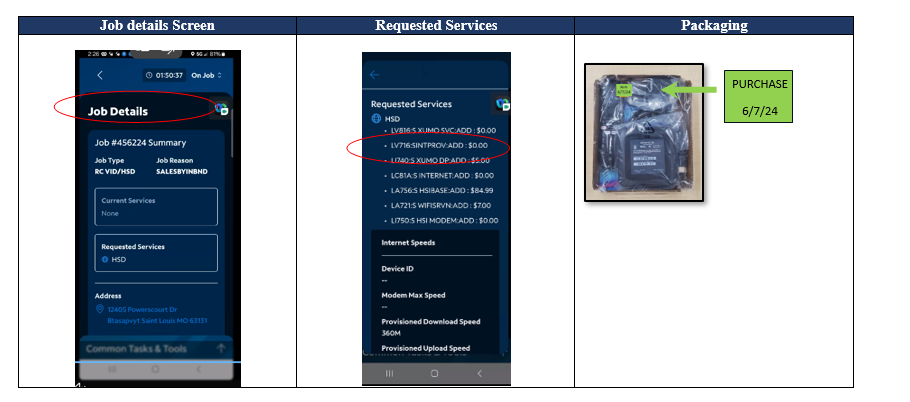 Job details Screen
Requested Services
Packaging
2:26
5G 81%
01:50:37 On Job
Job Details
Job #456224 Summary
Job Type Job Reason
RC VID/HSD SALESBYINBND
Current Services
None
Requested Services
HSD
Address
12405 Powerscourt Dr
Saint Louis MO 63131
Common Tasks & Tools
Requested Services
HSD
LV816:S XUMO SVC:ADD : $0.00
LV716:SINTPROV:ADD : $0.00
LI740:S XUMO DP:ADD : $5.00
LC81A:S INTERNET:ADD : $0.00
LA756:S HSIBASE:ADD : $84.99
LA721:S WIFISRVN:ADD : $7.00
LI750:S HSI MODEM:ADD : $0.00
Internet Speeds
Device ID
--
Modem Max Speed
--
Provisioned Download Speed
360M
Provisioned Upload Speed
6/7/24
PURCHASE
6/7/24